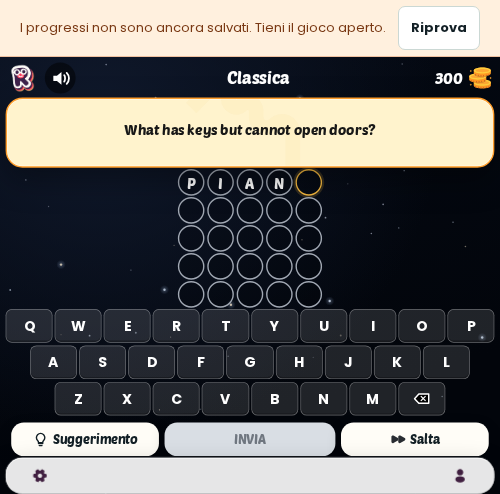 I progressi non sono ancora salvati. Tieni il gioco aperto. Riprova
Classica 300
What has keys but cannot open doors?
P I A N
Q W E R T Y U I O P
A S D F G H J K L
Z X C V B N M
Suggerimento INVIA Salta